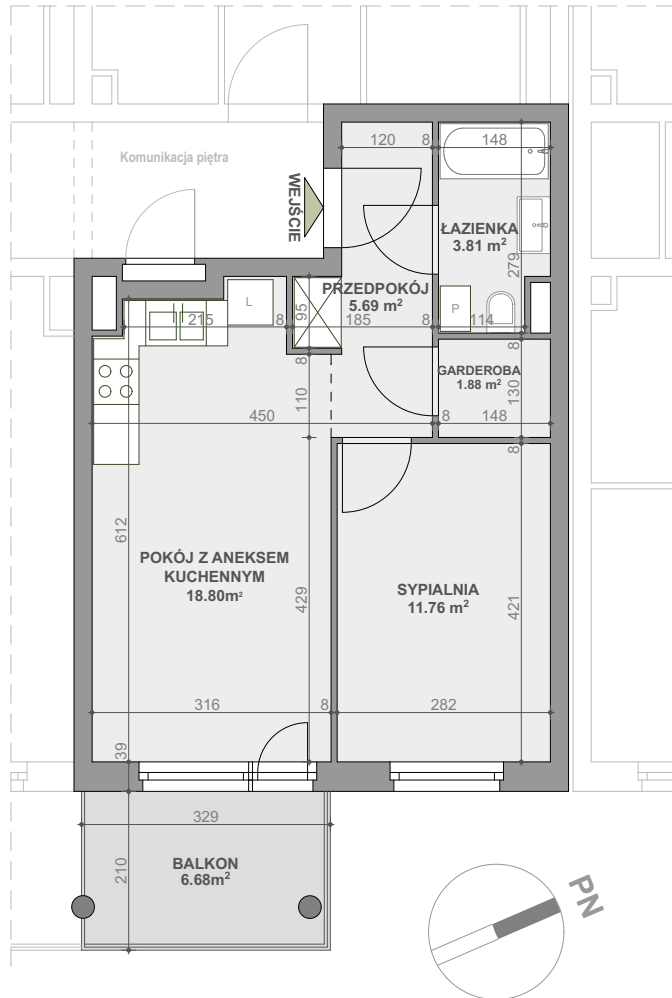 Komunikacja piętra
WEJŚCIE
120
8
148
ŁAZIENKA
3.81 m²
279
PRZEDPOKÓJ
5.69 m²
L
P
95
215
8
185
8
114
8
GARDEROBA
1.88 m²
130
8
110
450
8
148
8
612
POKÓJ Z ANEKSEM
KUCHENNYM
18.80m²
429
SYPIALNIA
11.76 m²
421
316
8
282
39
329
210
BALKON
6.68m²
PN